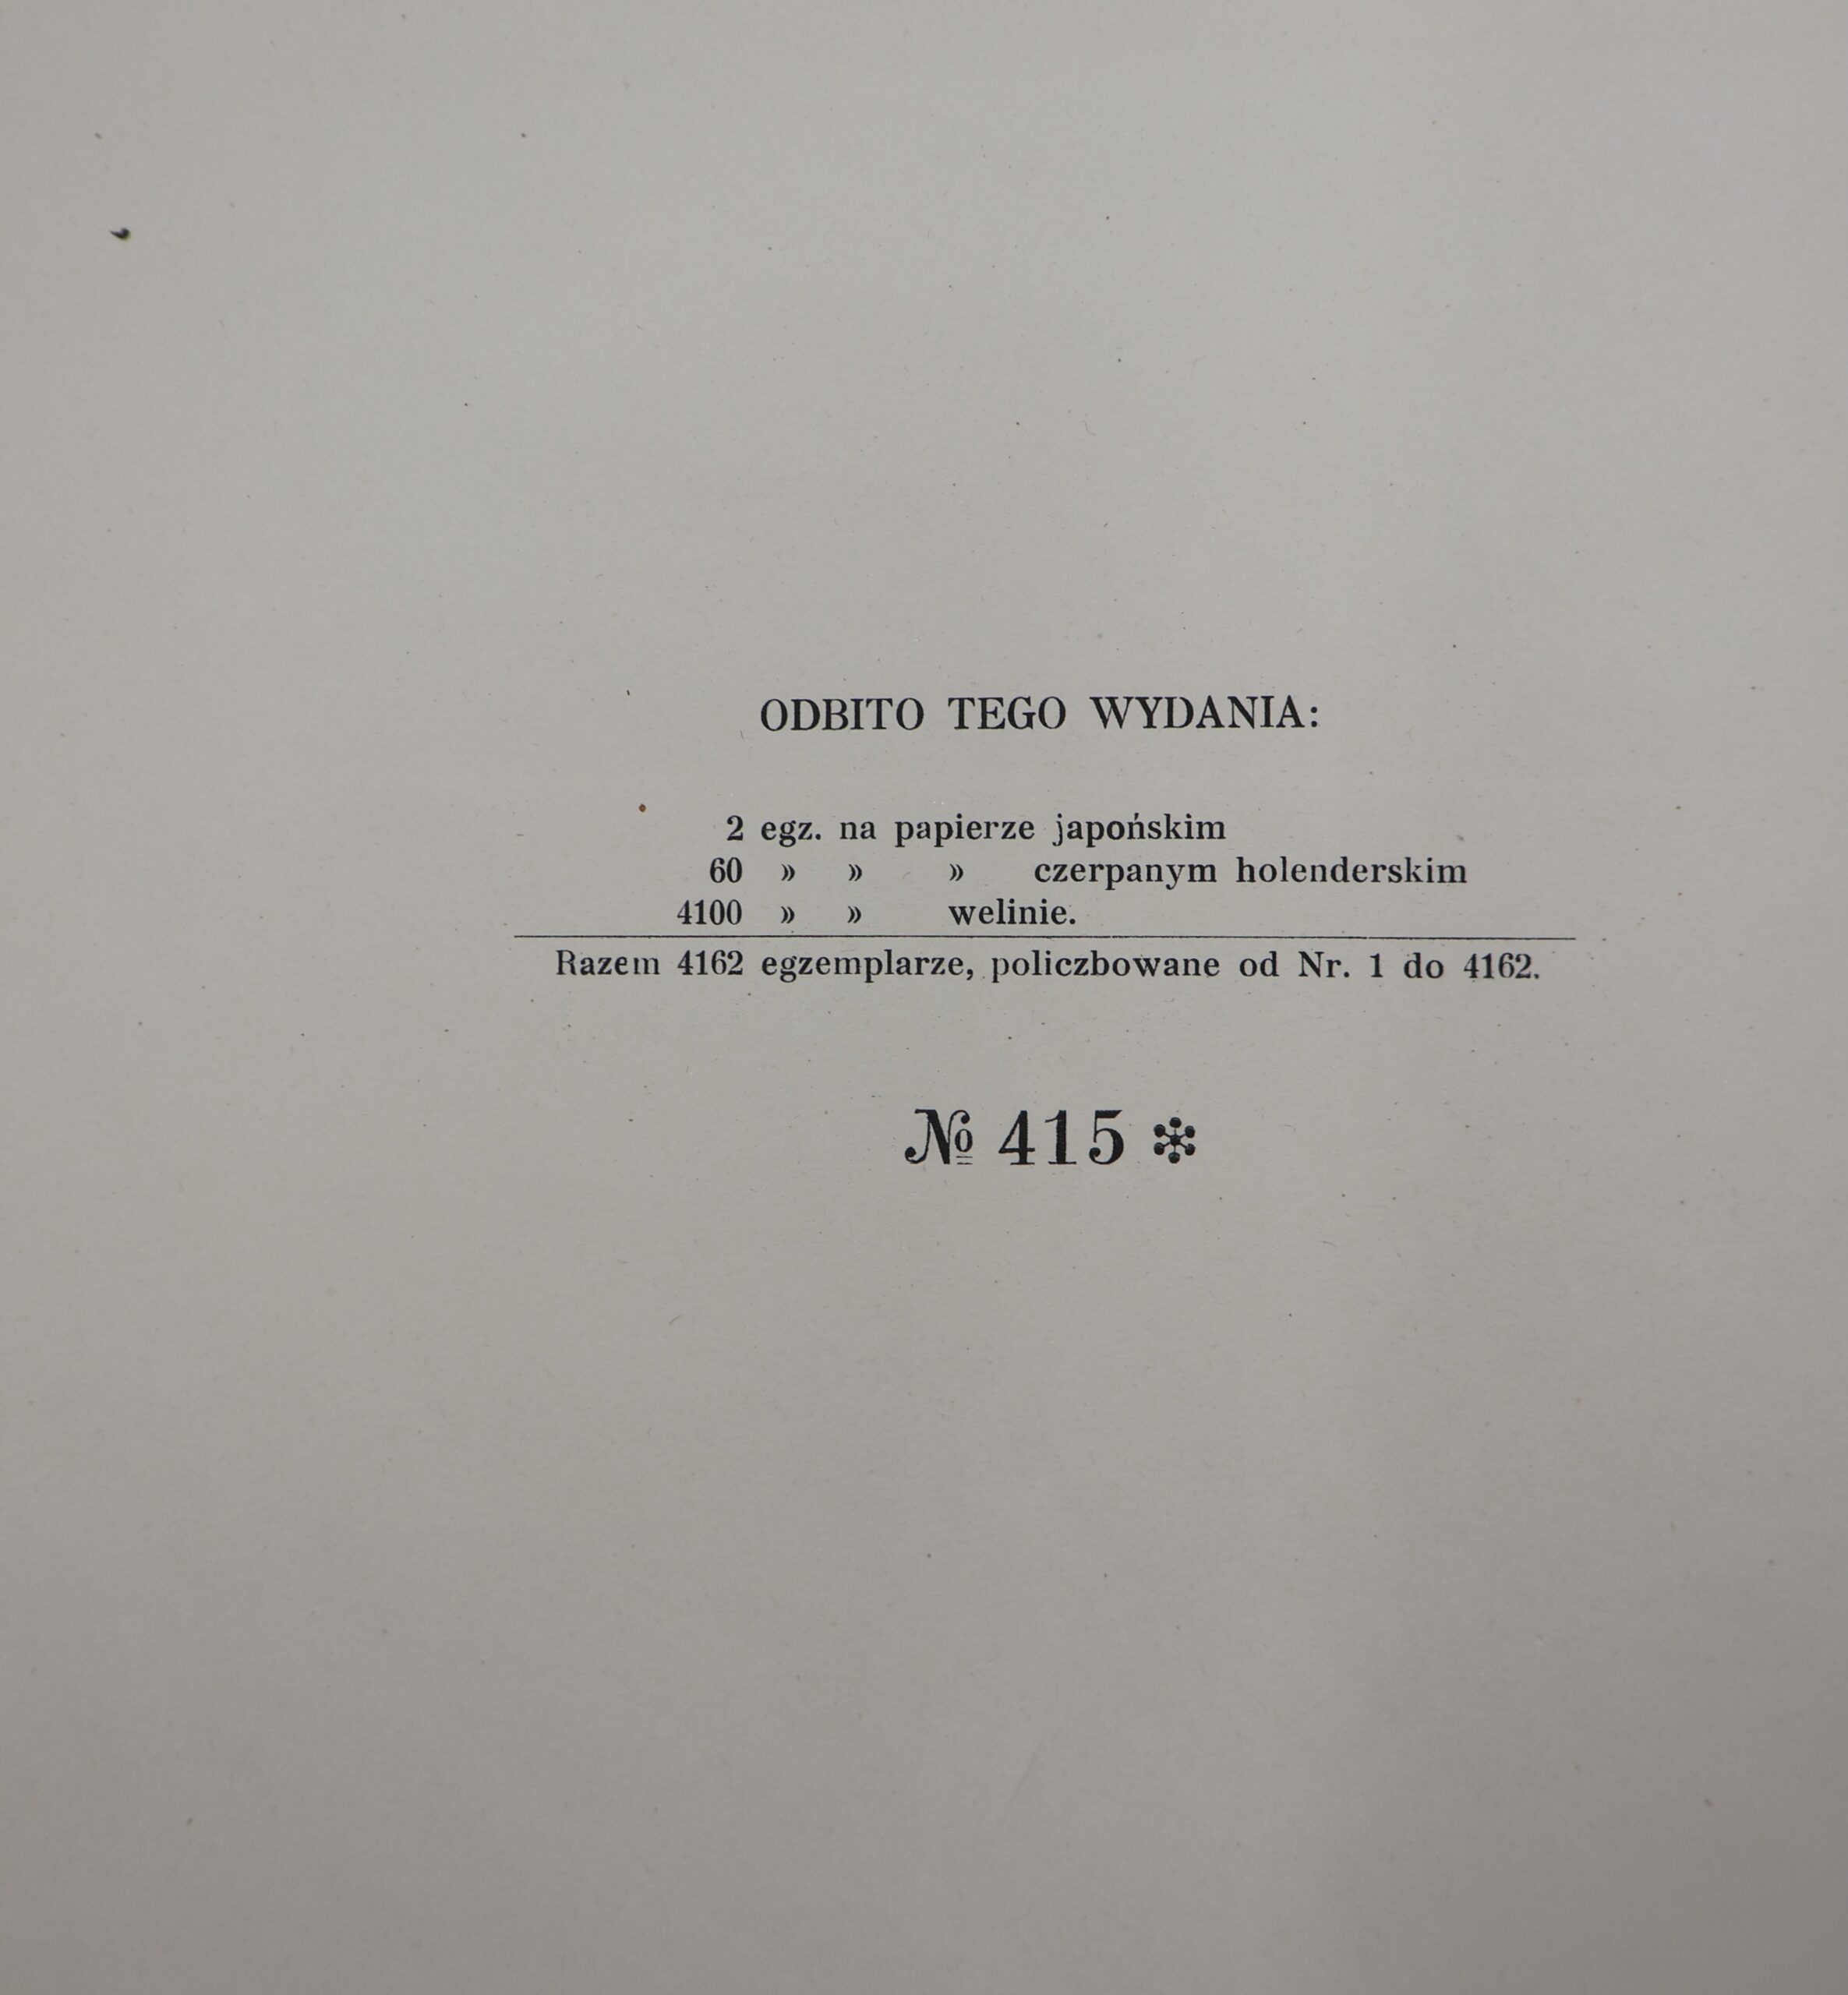 ODBITO TEGO WYDANIA:
2 egz. na papierze japońskim
60 » » » czerpanym holenderskim
4100 » » welinie.
Razem 4162 egzemplarze, policzbowane od Nr. 1 do 4162.
№ 415 ✻